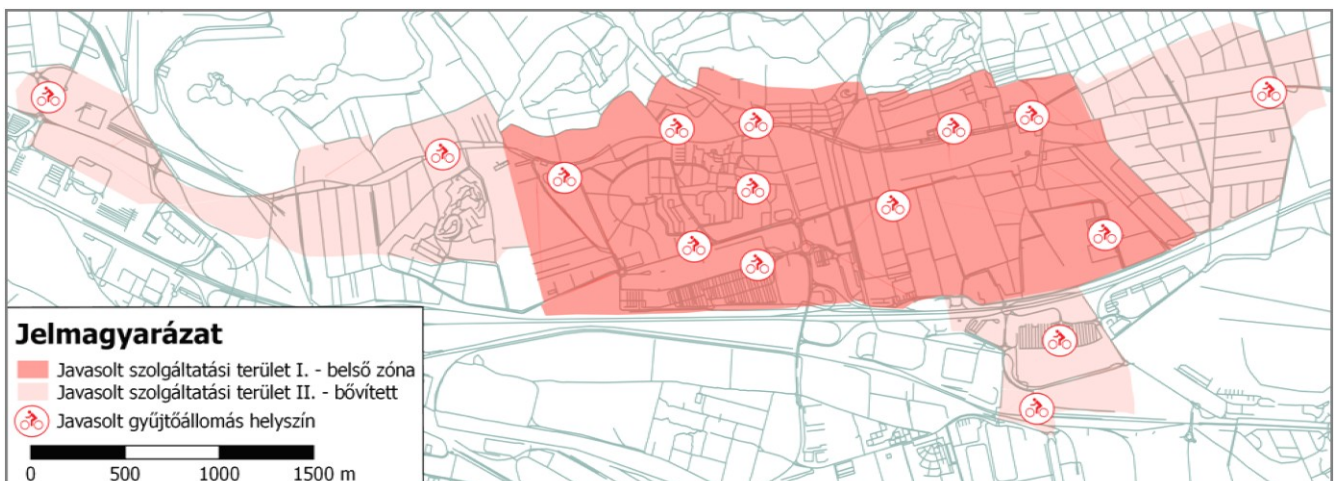 Jelmagyarázat
Javasolt szolgáltatási terület I. - belső zóna
Javasolt szolgáltatási terület II. - bővített
Javasolt gyűjtőállomás helyszín
0 500 1000 1500 m